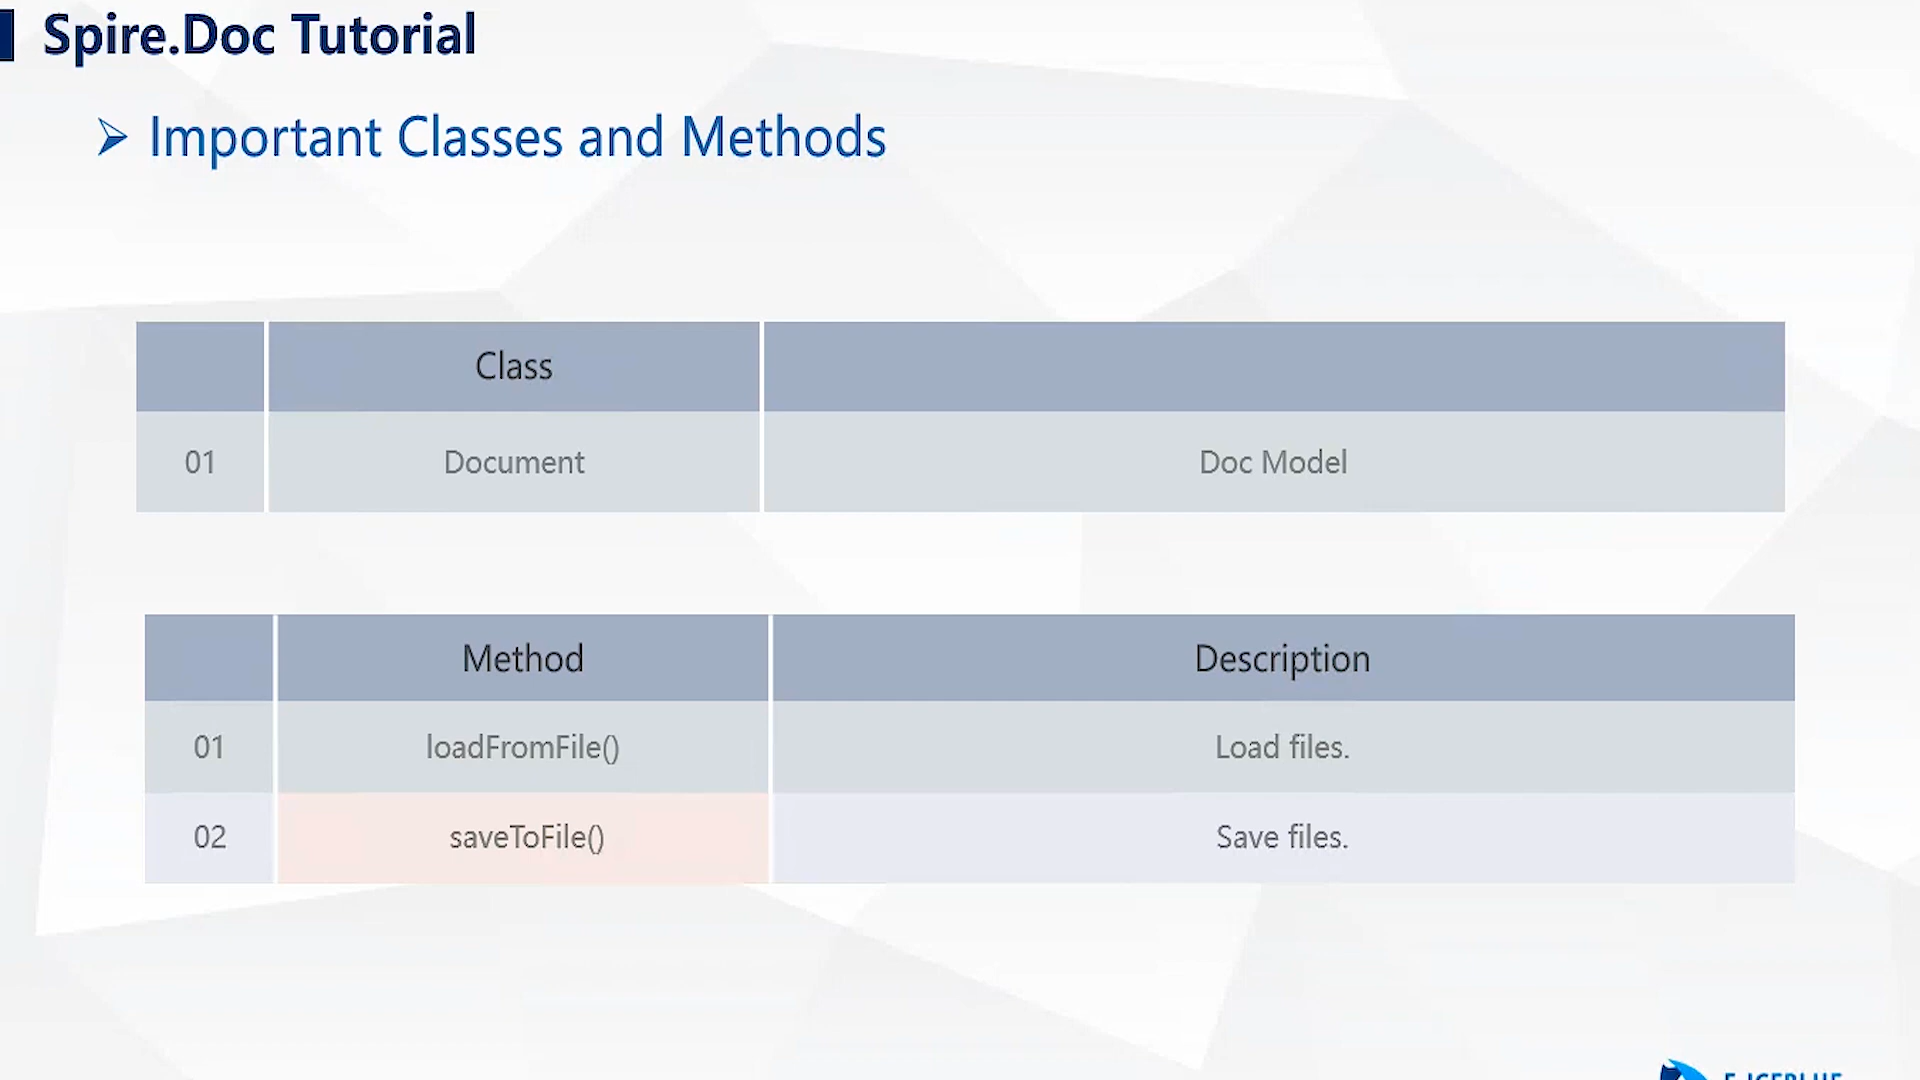 Spire.Doc Tutorial
Important Classes and Methods
Class
01 Document Doc Model
Method Description
01 loadFromFile() Load files.
02 saveToFile() Save files.